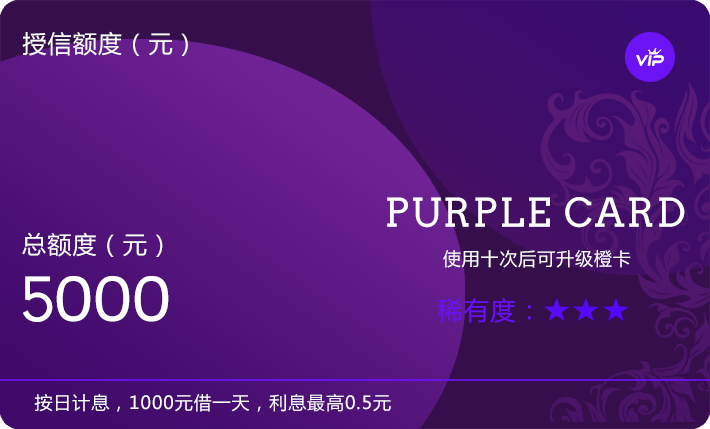 授信额度（元）
VIP
总额度（元）
5000
PURPLE CARD
使用十次后可升级橙卡
稀有度：★★★
按日计息，1000元借一天，利息最高0.5元